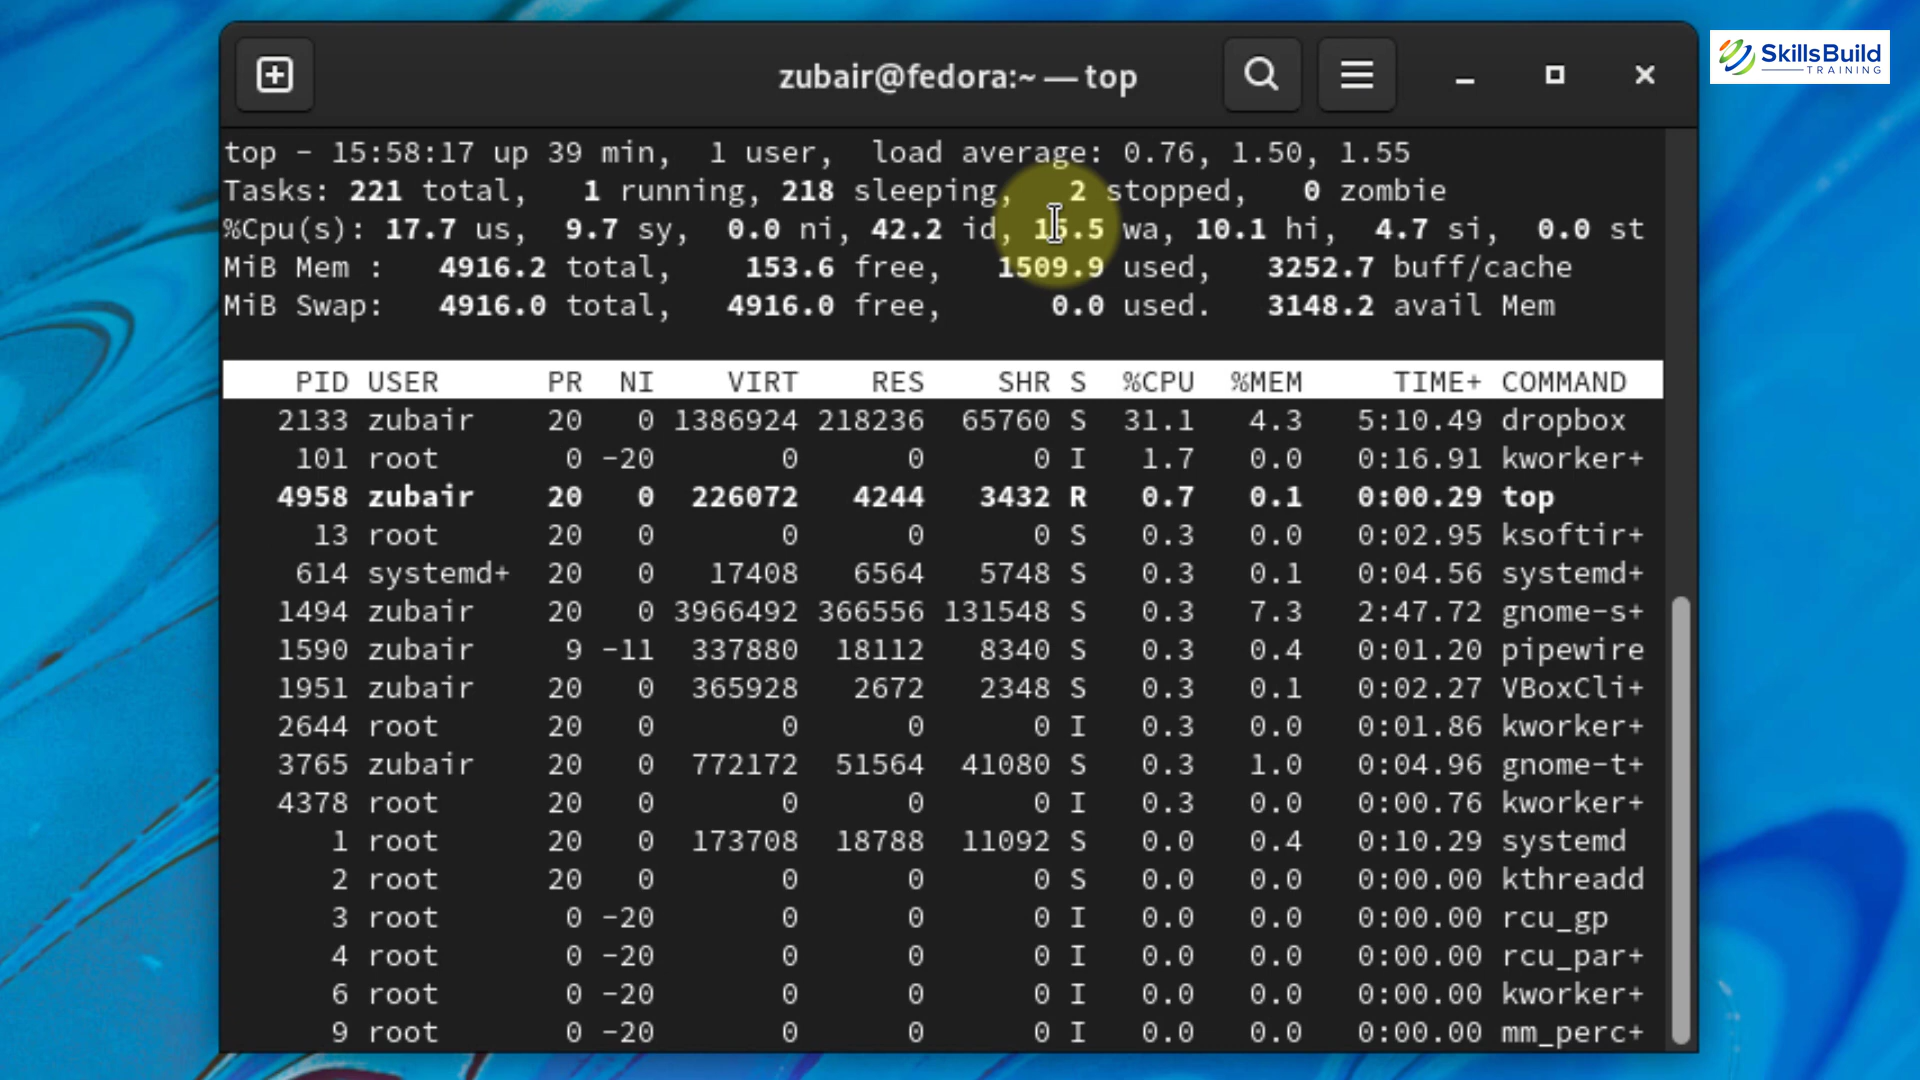 zubair@fedora:~ — top
SkillsBuild
TRAINING
top - 15:58:17 up 39 min, 1 user, load average: 0.76, 1.50, 1.55
Tasks: 221 total, 1 running, 218 sleeping, 2 stopped, 0 zombie
%Cpu(s): 17.7 us, 9.7 sy, 0.0 ni, 42.2 id, 15.5 wa, 10.1 hi, 4.7 si, 0.0 st
MiB Mem : 4916.2 total, 153.6 free, 1509.9 used, 3252.7 buff/cache
MiB Swap: 4916.0 total, 4916.0 free, 0.0 used. 3148.2 avail Mem
PID USER PR NI VIRT RES SHR S %CPU %MEM TIME+ COMMAND
2133 zubair 20 0 1386924 218236 65760 S 31.1 4.3 5:10.49 dropbox
101 root 0 -20 0 0 0 I 1.7 0.0 0:16.91 kworker+
4958 zubair 20 0 226072 4244 3432 R 0.7 0.1 0:00.29 top
13 root 20 0 0 0 0 S 0.3 0.0 0:02.95 ksoftir+
614 systemd+ 20 0 17408 6564 5748 S 0.3 0.1 0:04.56 systemd+
1494 zubair 20 0 3966492 366556 131548 S 0.3 7.3 2:47.72 gnome-s+
1590 zubair 9 -11 337880 18112 8340 S 0.3 0.4 0:01.20 pipewire
1951 zubair 20 0 365928 2672 2348 S 0.3 0.1 0:02.27 VBoxCli+
2644 root 20 0 0 0 0 I 0.3 0.0 0:01.86 kworker+
3765 zubair 20 0 772172 51564 41080 S 0.3 1.0 0:04.96 gnome-t+
4378 root 20 0 0 0 0 I 0.3 0.0 0:00.76 kworker+
1 root 20 0 173708 18788 11092 S 0.0 0.4 0:10.29 systemd
2 root 20 0 0 0 0 S 0.0 0.0 0:00.00 kthreadd
3 root 0 -20 0 0 0 I 0.0 0.0 0:00.00 rcu_gp
4 root 0 -20 0 0 0 I 0.0 0.0 0:00.00 rcu_par+
6 root 0 -20 0 0 0 I 0.0 0.0 0:00.00 kworker+
9 root 0 -20 0 0 0 I 0.0 0.0 0:00.00 mm_perc+